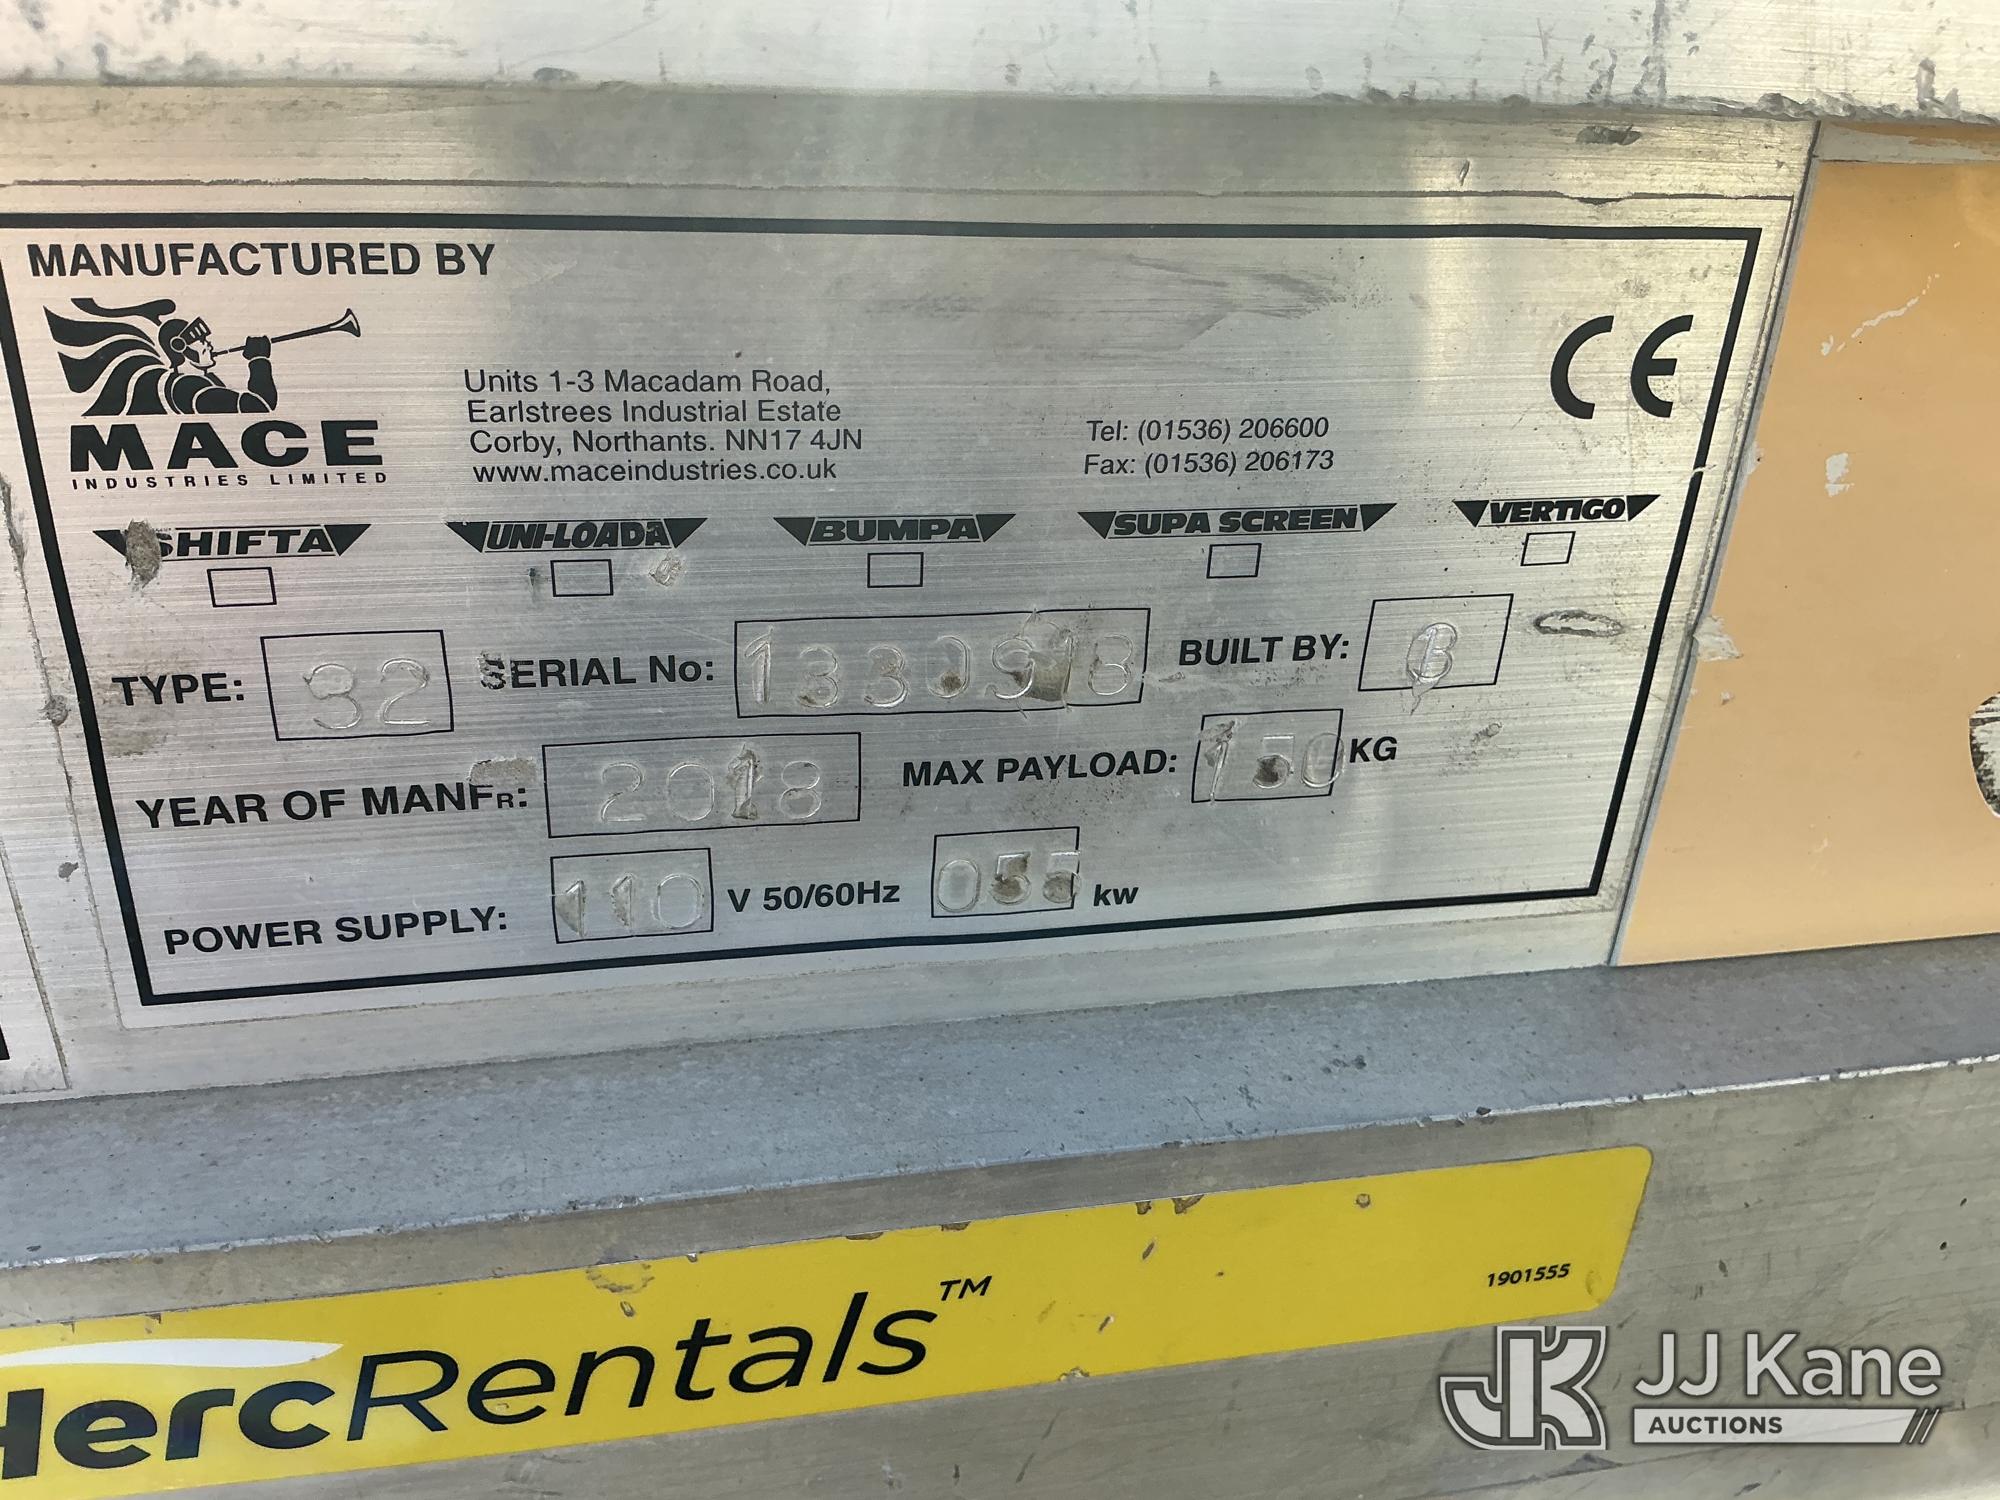 MANUFACTURED BY
MACE
INDUSTRIES LIMITED
Units 1-3 Macadam Road,
Earlstrees Industrial Estate
Corby, Northants. NN17 4JN
www.maceindustries.co.uk
Tel: (01536) 206600
Fax: (01536) 206173
CE
SHIFTA UNI-LOADA BUMPA SUPA SCREEN VERTIGO
TYPE: 32 SERIAL No: BUILT BY:
YEAR OF MANFR: 2018 MAX PAYLOAD: 150 KG
POWER SUPPLY: 110 V 50/60Hz 055 kw
HercRentals™
1901555
JK JJ Kane
AUCTIONS